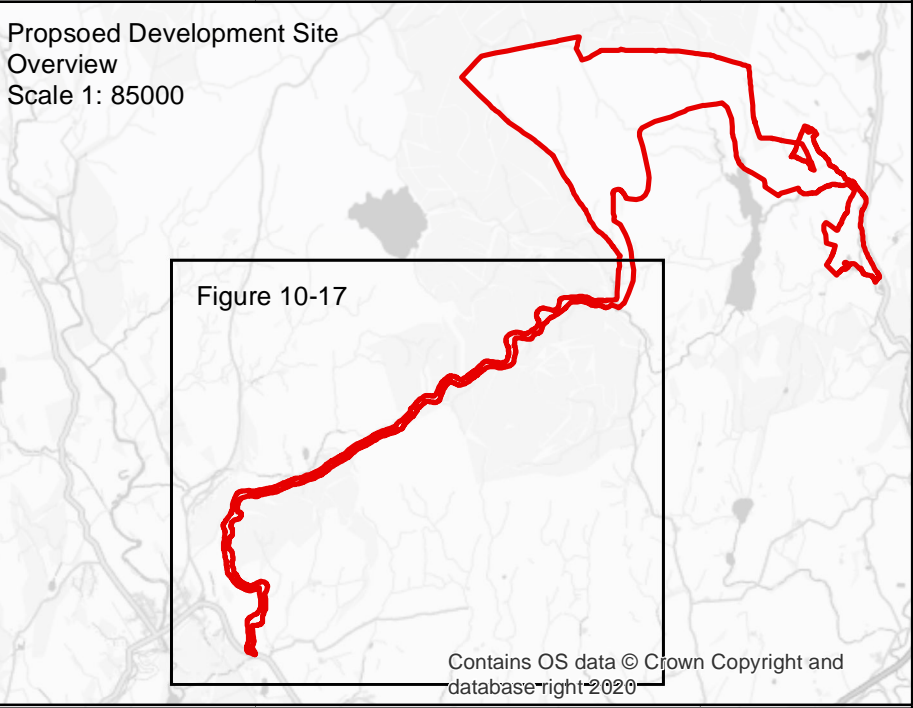 Propsoed Development Site
Overview
Scale 1: 85000
Figure 10-17
Contains OS data © Crown Copyright and
database right 2020